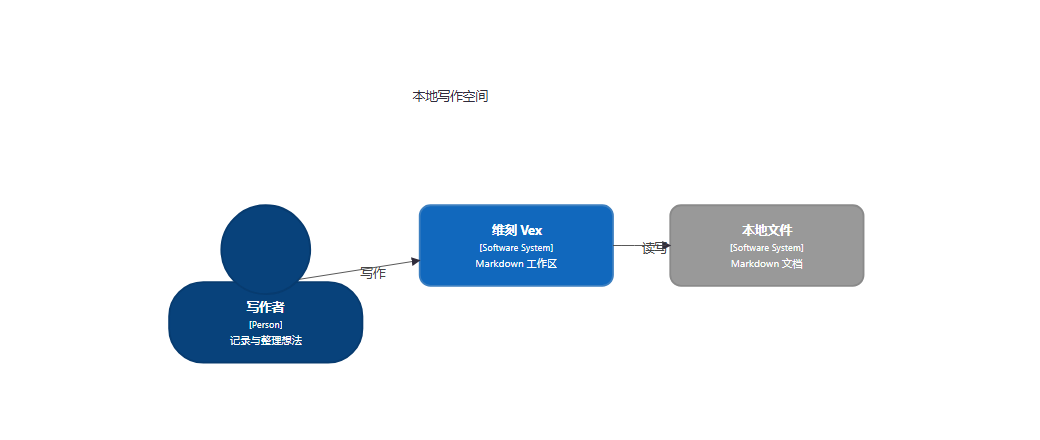 本地写作空间
维刻 Vex
[Software System]
Markdown 工作区
本地文件
[Software System]
Markdown 文档
读写
写作
写作者
[Person]
记录与整理想法